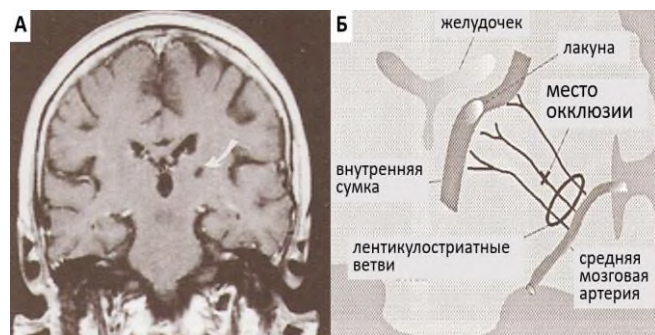 А
Б
желудочек
лакуна
место
окклюзии
внутренняя
сумка
лентикулостриатные
ветви
средняя
мозговая
артерия